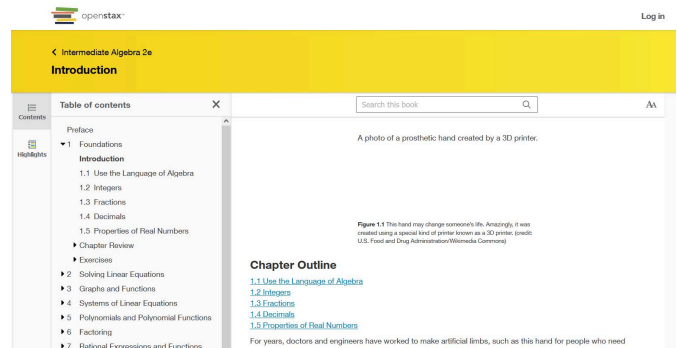 openstax™
Log in
Intermediate Algebra 2e
Introduction
Contents
Highlights
Table of contents
Preface
1 Foundations
Introduction
1.1 Use the Language of Algebra
1.2 Integers
1.3 Fractions
1.4 Decimals
1.5 Properties of Real Numbers
Chapter Review
Exercises
2 Solving Linear Equations
3 Graphs and Functions
4 Systems of Linear Equations
5 Polynomials and Polynomial Functions
6 Factoring
7 Rational Expressions and Functions
Search this book
AA
A photo of a prosthetic hand created by a 3D printer.
Figure 1.1 This hand may change someone's life. Amazingly, it was
created using a special kind of printer known as a 3D printer. (credit:
U.S. Food and Drug Administration/Wikimedia Commons)
Chapter Outline
1.1 Use the Language of Algebra
1.2 Integers
1.3 Fractions
1.4 Decimals
1.5 Properties of Real Numbers
For years, doctors and engineers have worked to make artificial limbs, such as this hand for people who need